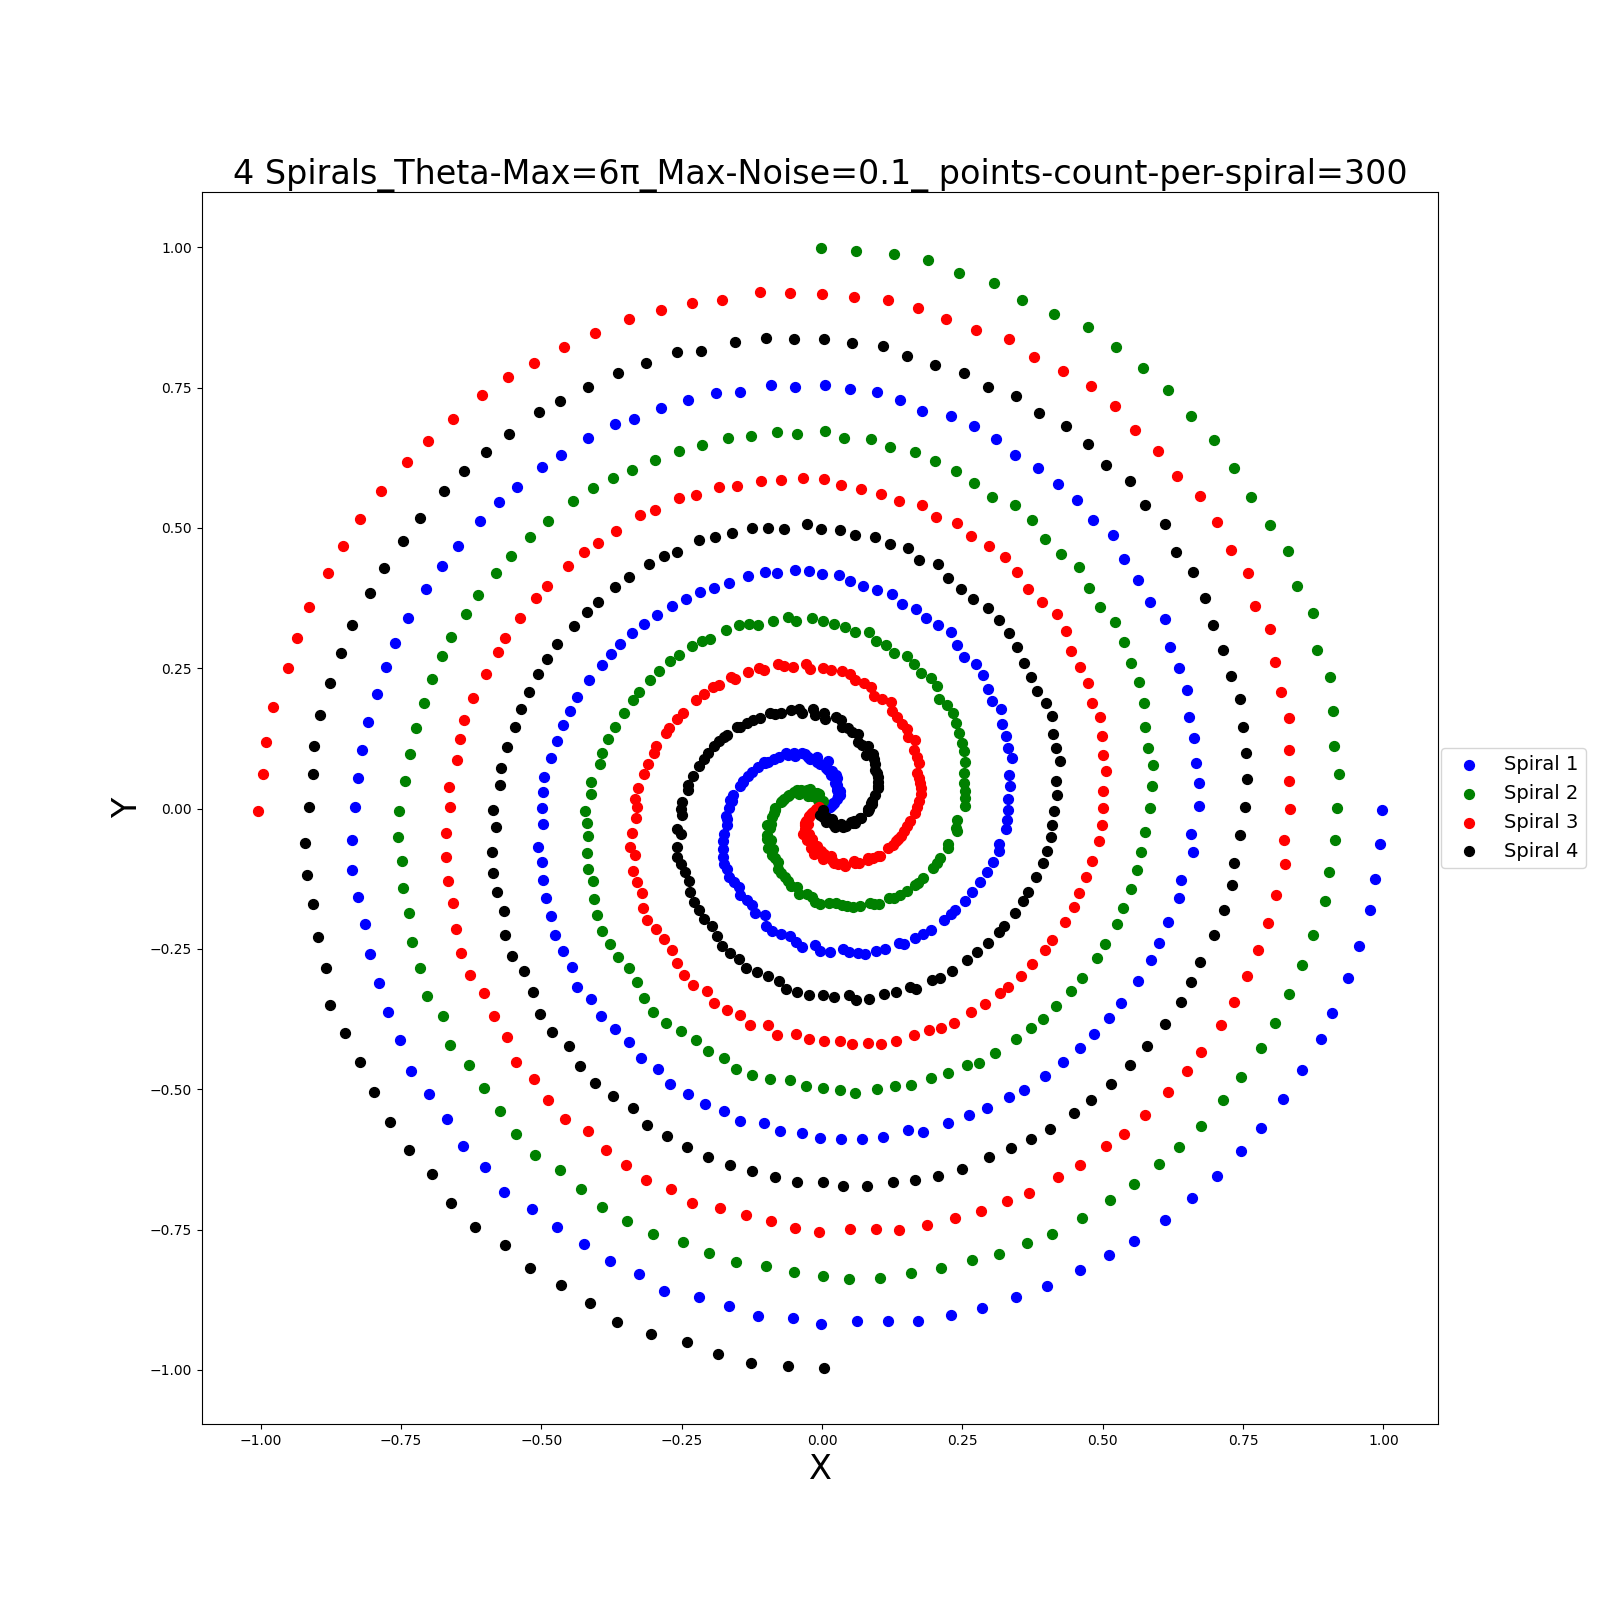 4 Spirals_Theta-Max=6π_Max-Noise=0.1_ points-count-per-spiral=300
1.00
0.75
0.50
0.25
0.00
−0.25
−0.50
−0.75
−1.00
Y
−1.00 −0.75 −0.50 −0.25 0.00 0.25 0.50 0.75 1.00
X
Spiral 1
Spiral 2
Spiral 3
Spiral 4